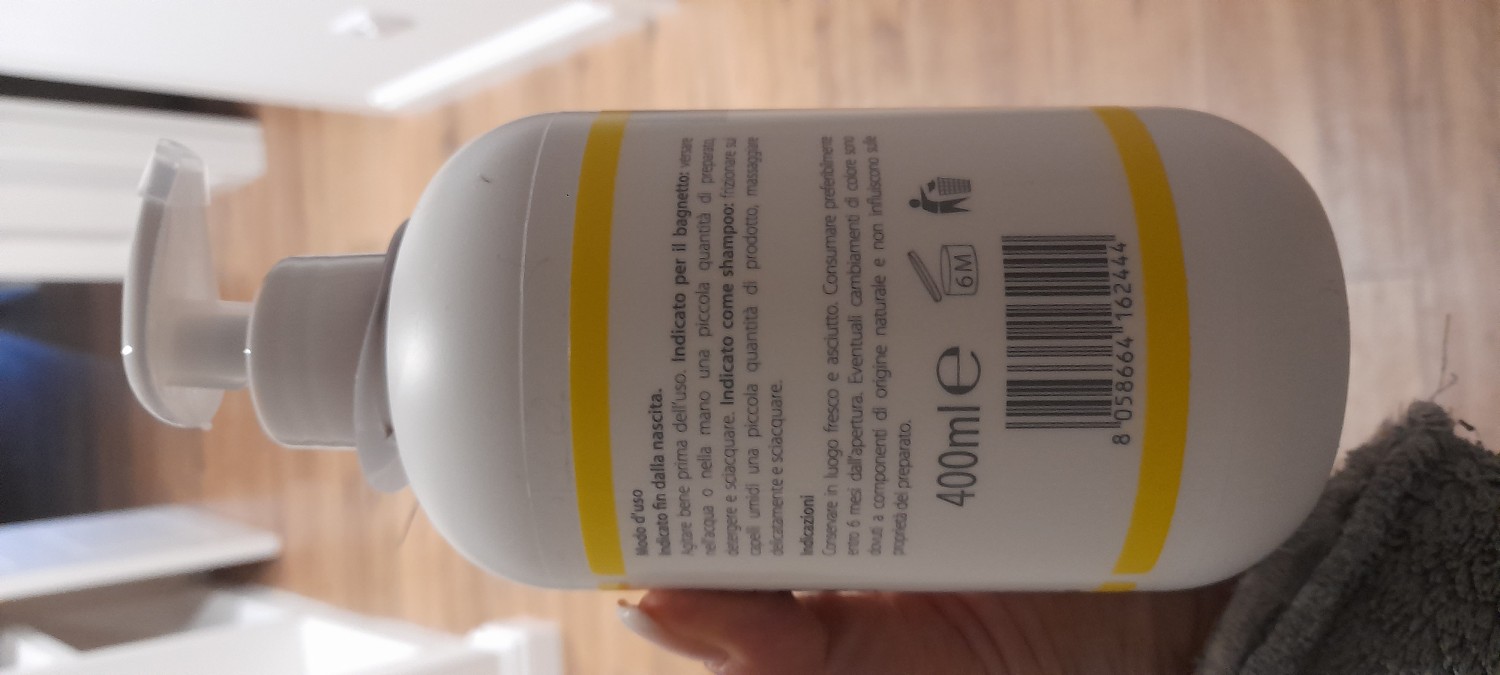 Modo d'uso
Indicato fin dalla nascita.
Agitare bene prima dell'uso. Indicato per il bagnetto: versare
nell'acqua o nella mano una piccola quantità di preparato,
detergere e sciacquare. Indicato come shampoo: frizionare sui
capelli umidi una piccola quantità di prodotto, massaggiare
delicatamente e sciacquare.
Indicazioni
Conservare in luogo fresco e asciutto. Consumare preferibilmente
entro 6 mesi dall'apertura. Eventuali cambiamenti di colore sono
dovuti a componenti di origine naturale e non influiscono sulle
proprietà del preparato.
400ml e 6M
8 058664 162444